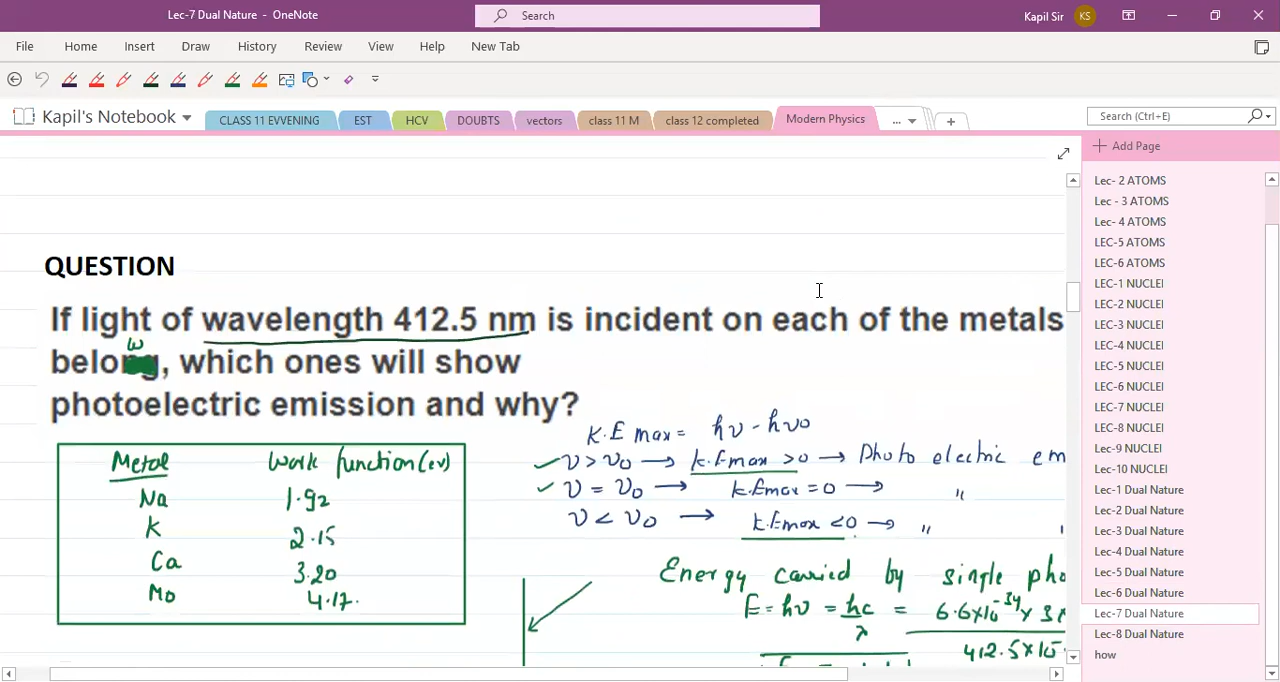 Lec-7 Dual Nature - OneNote
Search
Kapil Sir KS
File Home Insert Draw History Review View Help New Tab
Kapil's Notebook
CLASS 11 EVVENING EST HCV DOUBTS vectors class 11 M class 12 completed Modern Physics ...
Search (Ctrl+E)
Add Page
Lec- 2 ATOMS
Lec - 3 ATOMS
Lec- 4 ATOMS
LEC-5 ATOMS
LEC-6 ATOMS
LEC-1 NUCLEI
LEC-2 NUCLEI
LEC-3 NUCLEI
LEC-4 NUCLEI
LEC-5 NUCLEI
LEC-6 NUCLEI
LEC-7 NUCLEI
LEC-8 NUCLEI
Lec-9 NUCLEI
Lec-10 NUCLEI
Lec-1 Dual Nature
Lec-2 Dual Nature
Lec-3 Dual Nature
Lec-4 Dual Nature
Lec-5 Dual Nature
Lec-6 Dual Nature
Lec-7 Dual Nature
Lec-8 Dual Nature
how
QUESTION
If light of wavelength 412.5 nm is incident on each of the metals
below, which ones will show
photoelectric emission and why?
Metal Work function(ev)
Na 1.92
K 2.15
Ca 3.20
Mo 4.17
K.E max = hν - hν0
ν > ν0 → K.Emax >0 → Photo electric em
ν = ν0 → K.Emax =0 → "
ν < ν0 → K.Emax <0 → "
Energy carried by single pho
E = hν = hc/λ = 6.6x10^-34 x 3x
412.5x10